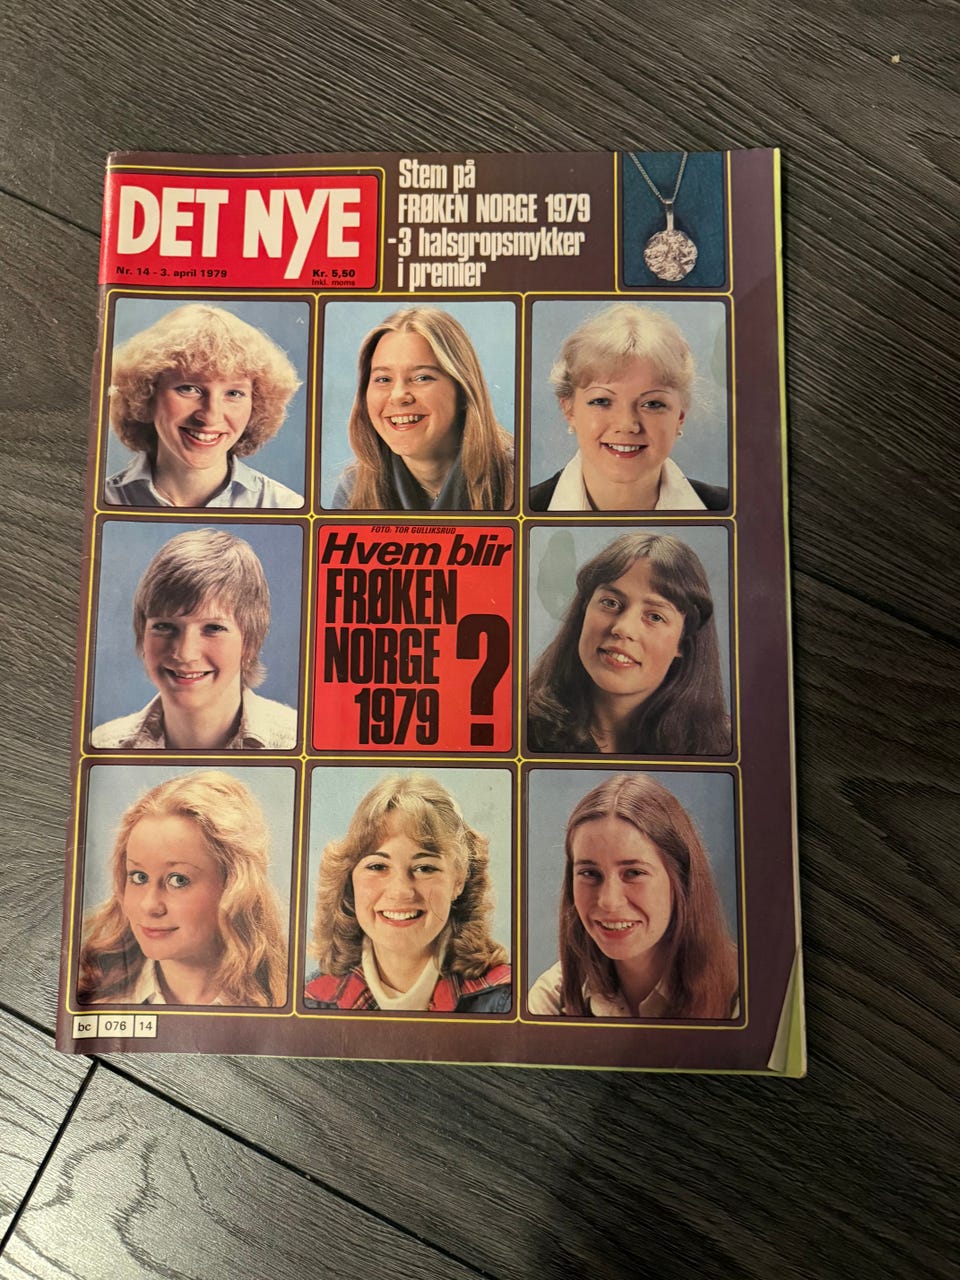 DET NYE
Nr. 14 - 3. april 1979
Kr. 5,50
Inkl. moms
Stem på
FRØKEN NORGE 1979
-3 halsgropsmykker
i premier
FOTO: TOR GULLIKSRUD
Hvem blir
FRØKEN
NORGE
1979
?
bc 076 14